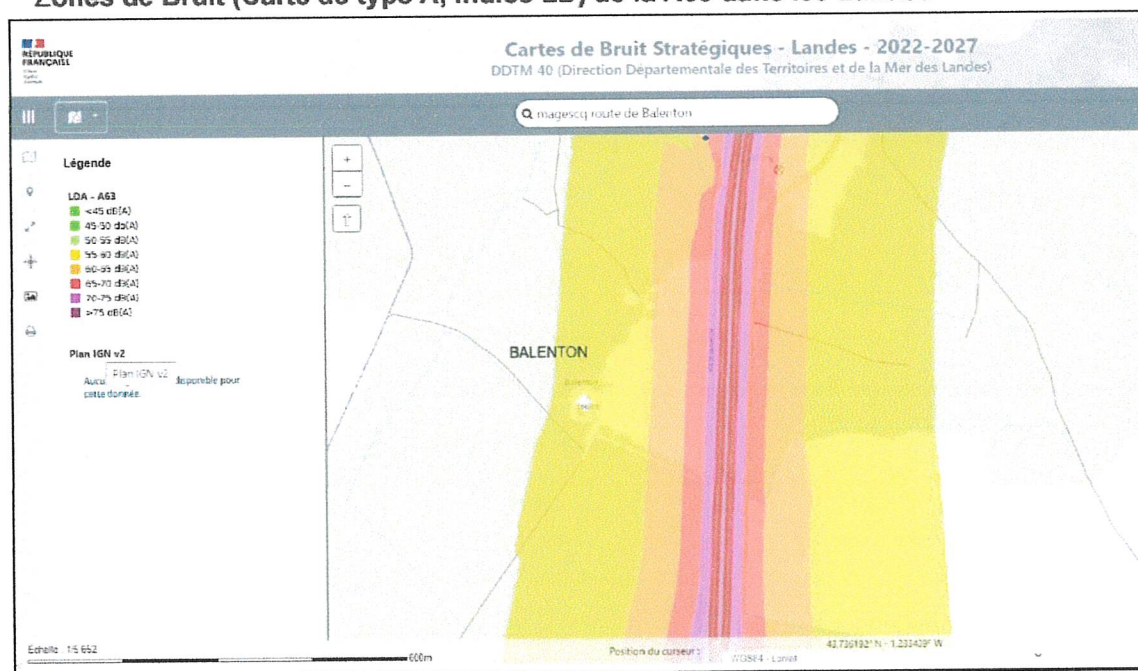 RÉPUBLIQUE
FRANÇAISE
Cartes de Bruit Stratégiques - Landes - 2022-2027
DDTM 40 (Direction Départementale des Territoires et de la Mer des Landes)
magescq route de Balenton
Légende
LDA - A63
<45 dB(A)
45-50 dB(A)
50-55 dB(A)
55-60 dB(A)
60-65 dB(A)
65-70 dB(A)
70-75 dB(A)
>75 dB(A)
Plan IGN v2
Plan IGN v2
disponible pour
cette donnée.
BALENTON
Balenton
Echelle 1:5 652
600m
Position du curseur :
WGS84 -